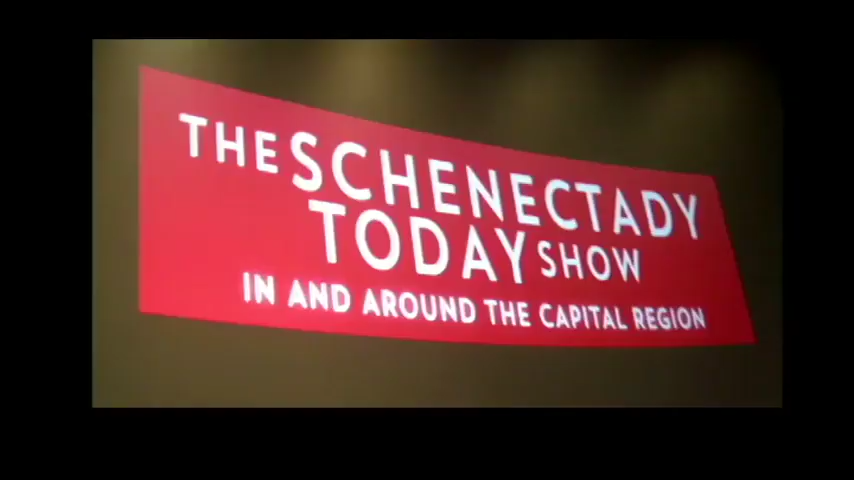 THE SCHENECTADY
TODAY SHOW
IN AND AROUND THE CAPITAL REGION